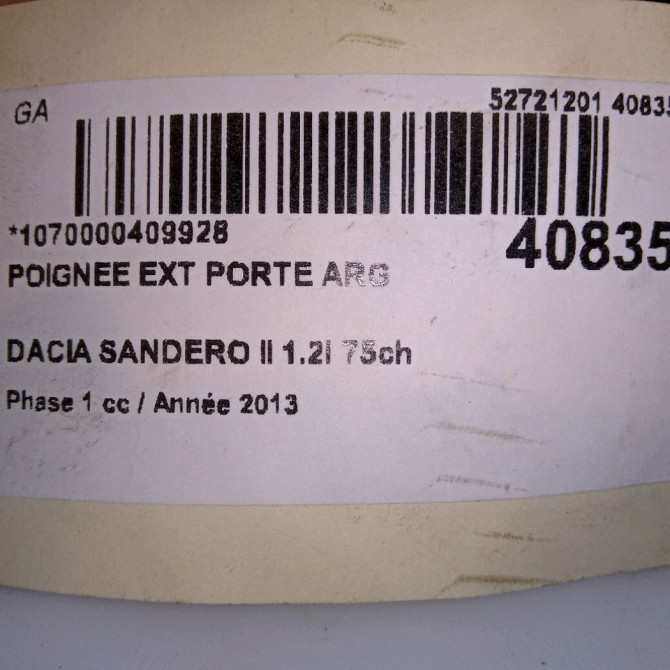 GA
52721201 40835
*1070000409928
40835
POIGNEE EXT PORTE ARG
DACIA SANDERO II 1.2I 75ch
Phase 1 cc / Année 2013